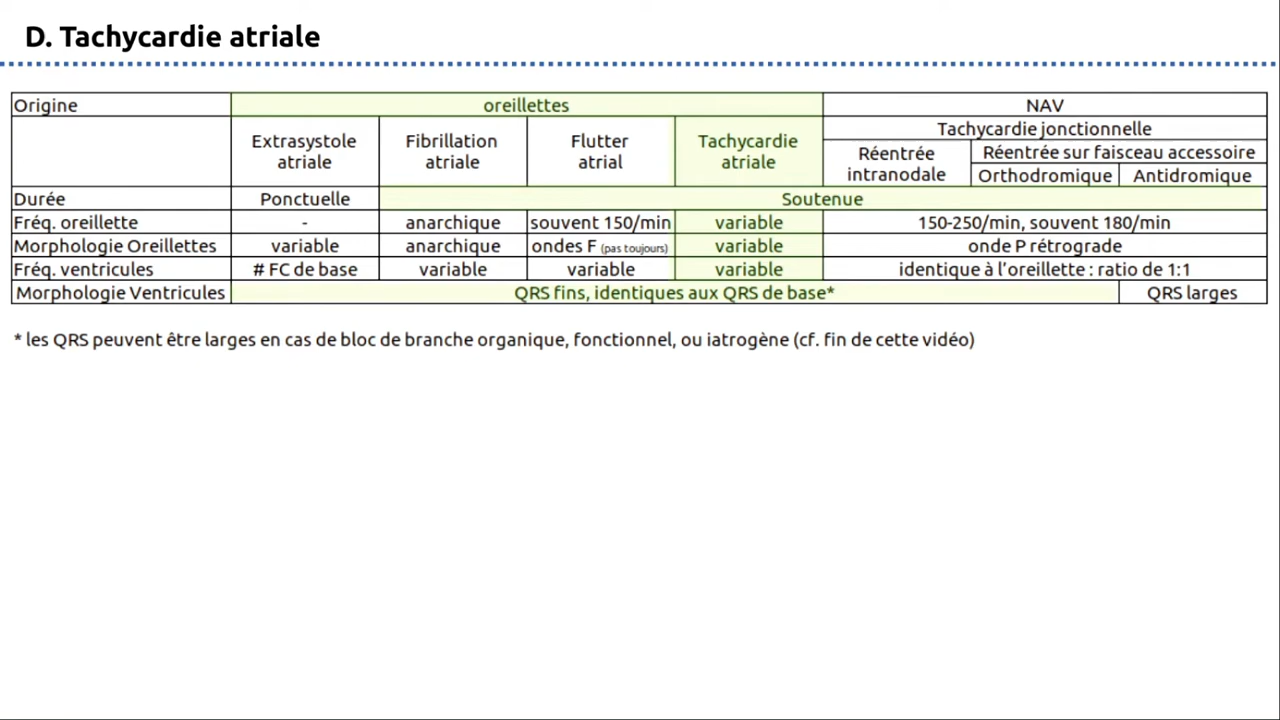 D. Tachycardie atriale
Origine oreillettes NAV
Extrasystole atriale Fibrillation atriale Flutter atrial Tachycardie atriale Tachycardie jonctionnelle
Réentrée intranodale Réentrée sur faisceau accessoire
Orthodromique Antidromique
Durée Ponctuelle Soutenue
Fréq. oreillette - anarchique souvent 150/min variable 150-250/min, souvent 180/min
Morphologie Oreillettes variable anarchique ondes F (pas toujours) variable onde P rétrograde
Fréq. ventricules # FC de base variable variable variable identique à l'oreillette : ratio de 1:1
Morphologie Ventricules QRS fins, identiques aux QRS de base* QRS larges
* les QRS peuvent être larges en cas de bloc de branche organique, fonctionnel, ou iatrogène (cf. fin de cette vidéo)